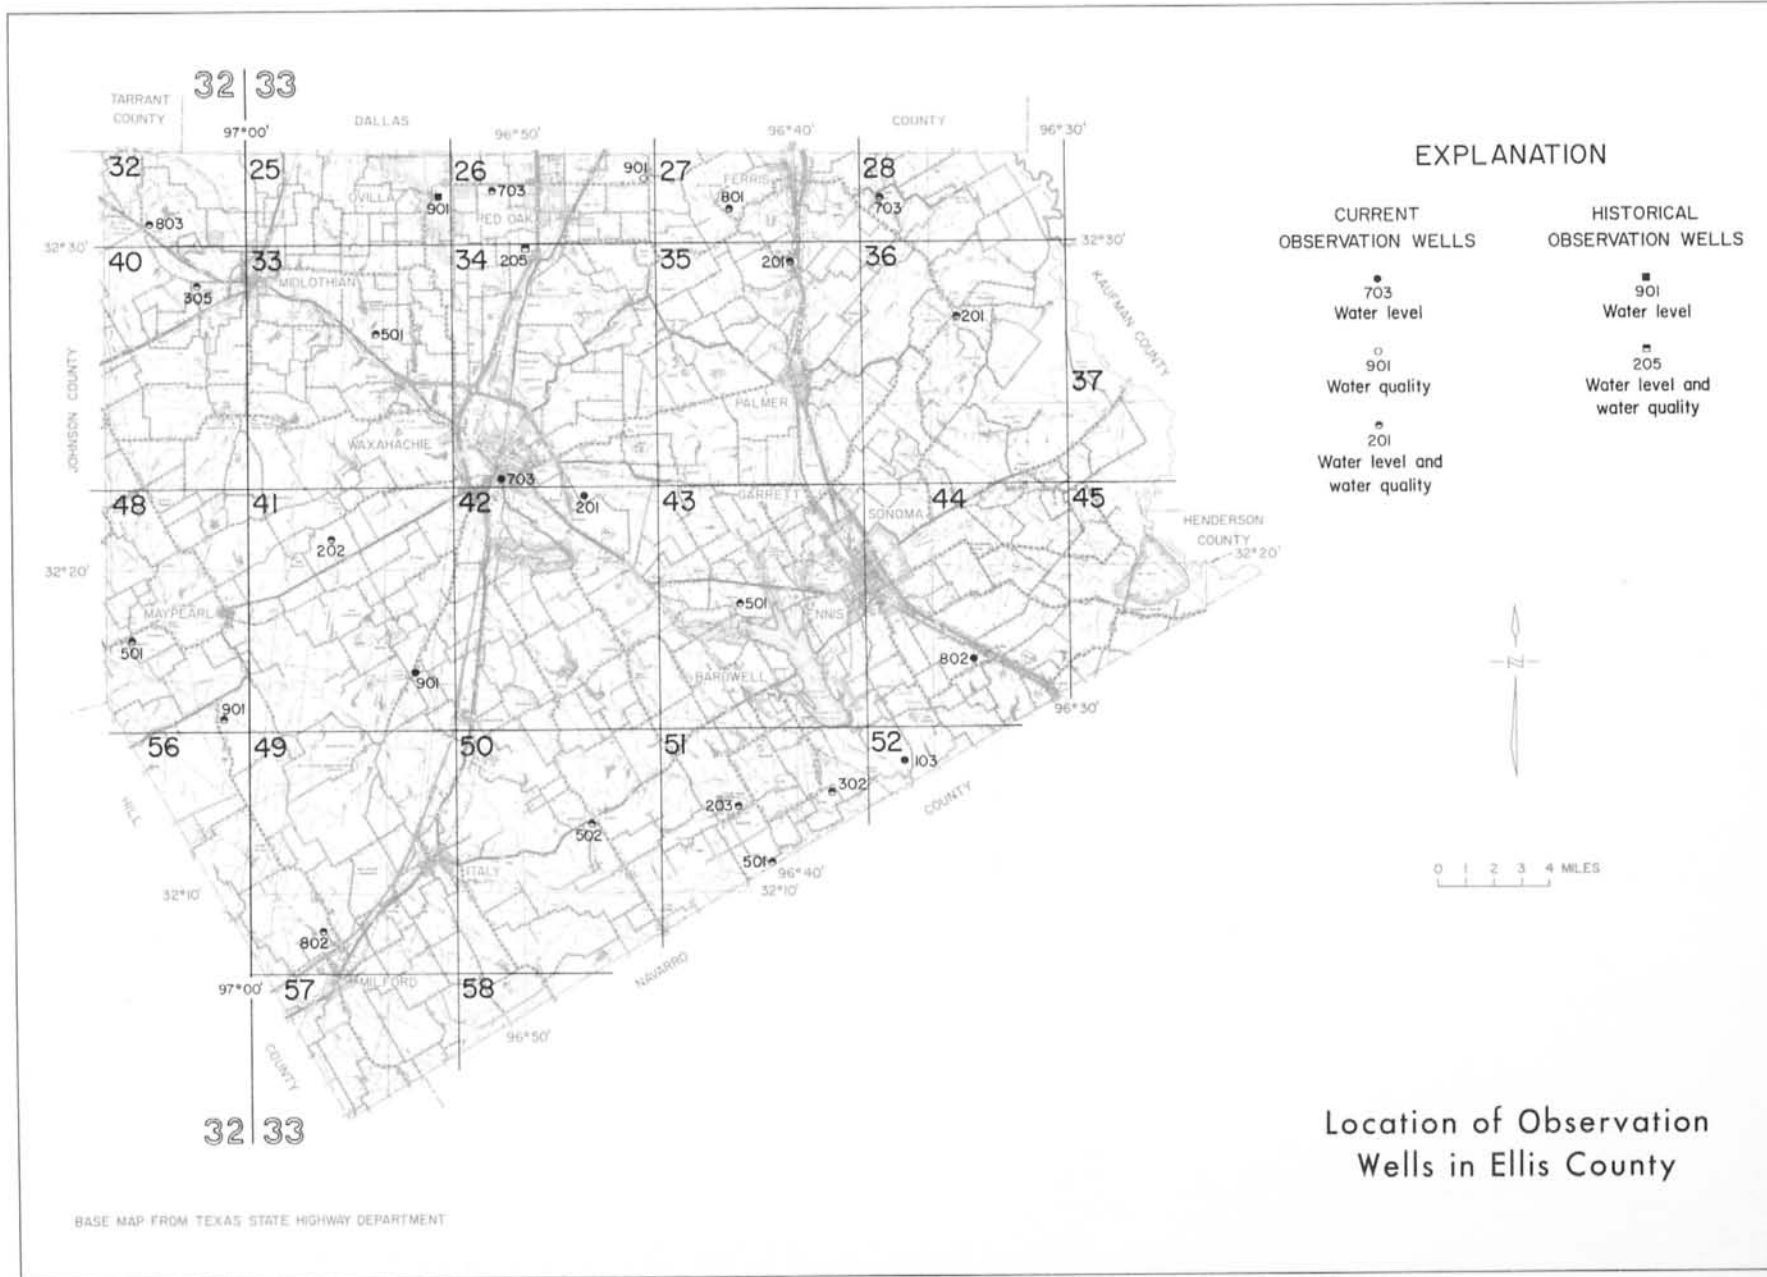 32 33
TARRANT
COUNTY
DALLAS
COUNTY
97°00'
96°50'
96°40'
96°30'
32
25
26
901
27
28
OVILLA
901
703
RED OAK
FERRIS
801
703
803
32°30'
32°30'
40
33
34
205
35
201
36
305
MIDLOTHIAN
501
201
KAUFMAN COUNTY
JOHNSON COUNTY
37
PALMER
WAXAHACHIE
703
48
41
42
201
43
GARRETT
44
45
SONOMA
HENDERSON
COUNTY
32°20'
32°20'
202
MAYPEARL
501
501
ENNIS
901
BARDWELL
802
96°30'
901
56
49
50
51
52
103
302
203
502
501
96°40'
32°10'
HILL
COUNTY
ITALY
32°10'
802
NAVARRO
COUNTY
97°00'
57
MILFORD
58
96°50'
32 33
EXPLANATION
CURRENT
OBSERVATION WELLS
703
Water level
901
Water quality
201
Water level and
water quality
HISTORICAL
OBSERVATION WELLS
901
Water level
205
Water level and
water quality
N
0 1 2 3 4 MILES
Location of Observation
Wells in Ellis County
BASE MAP FROM TEXAS STATE HIGHWAY DEPARTMENT